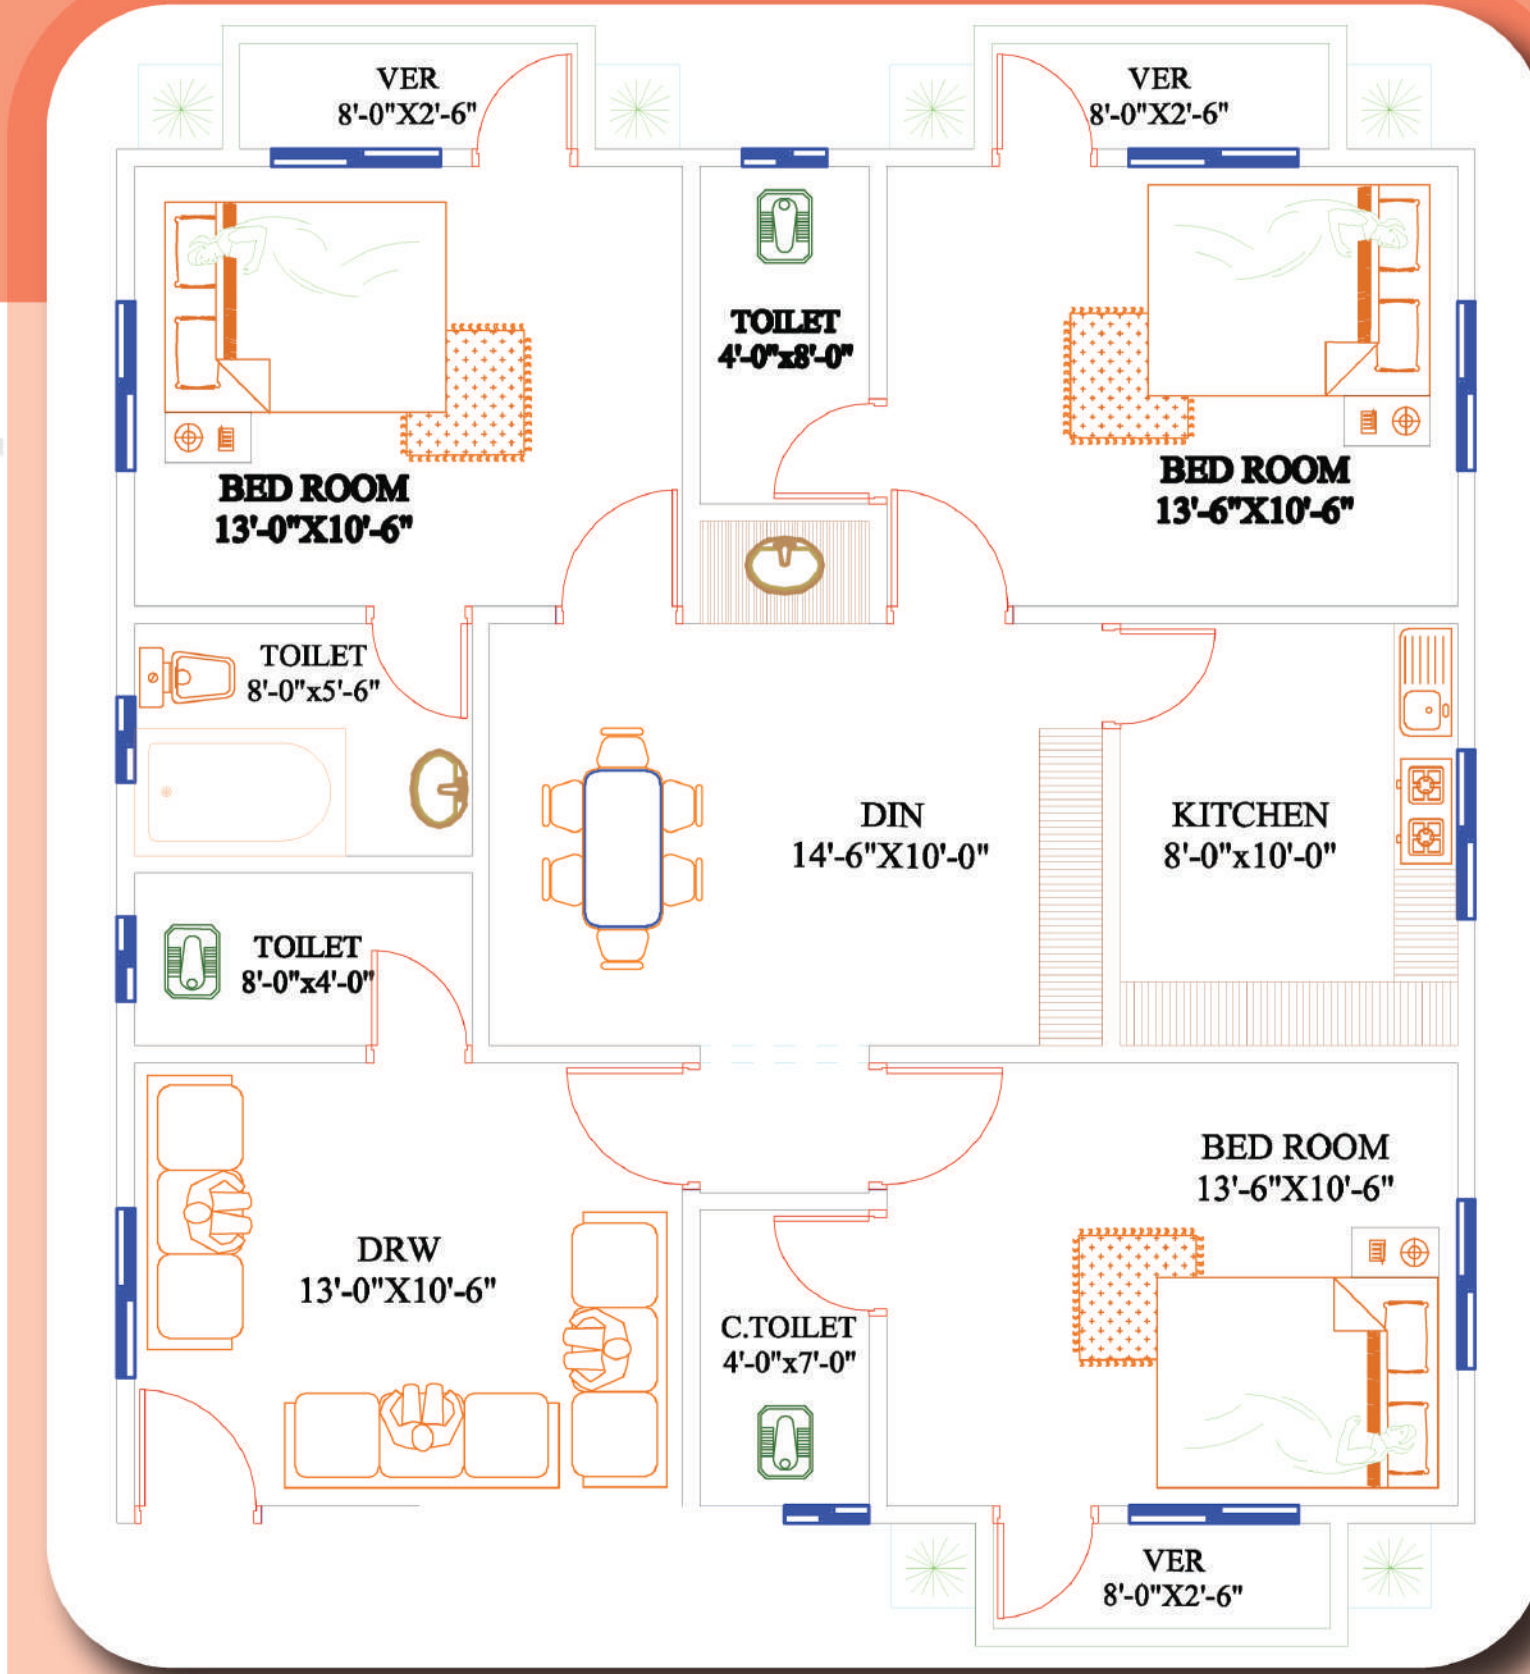 VER
8'-0"X2'-6"
VER
8'-0"X2'-6"
TOILET
4'-0"x8'-0"
BED ROOM
13'-0"X10'-6"
BED ROOM
13'-6"X10'-6"
TOILET
8'-0"x5'-6"
DIN
14'-6"X10'-0"
KITCHEN
8'-0"x10'-0"
TOILET
8'-0"x4'-0"
BED ROOM
13'-6"X10'-6"
DRW
13'-0"X10'-6"
C.TOILET
4'-0"x7'-0"
VER
8'-0"X2'-6"